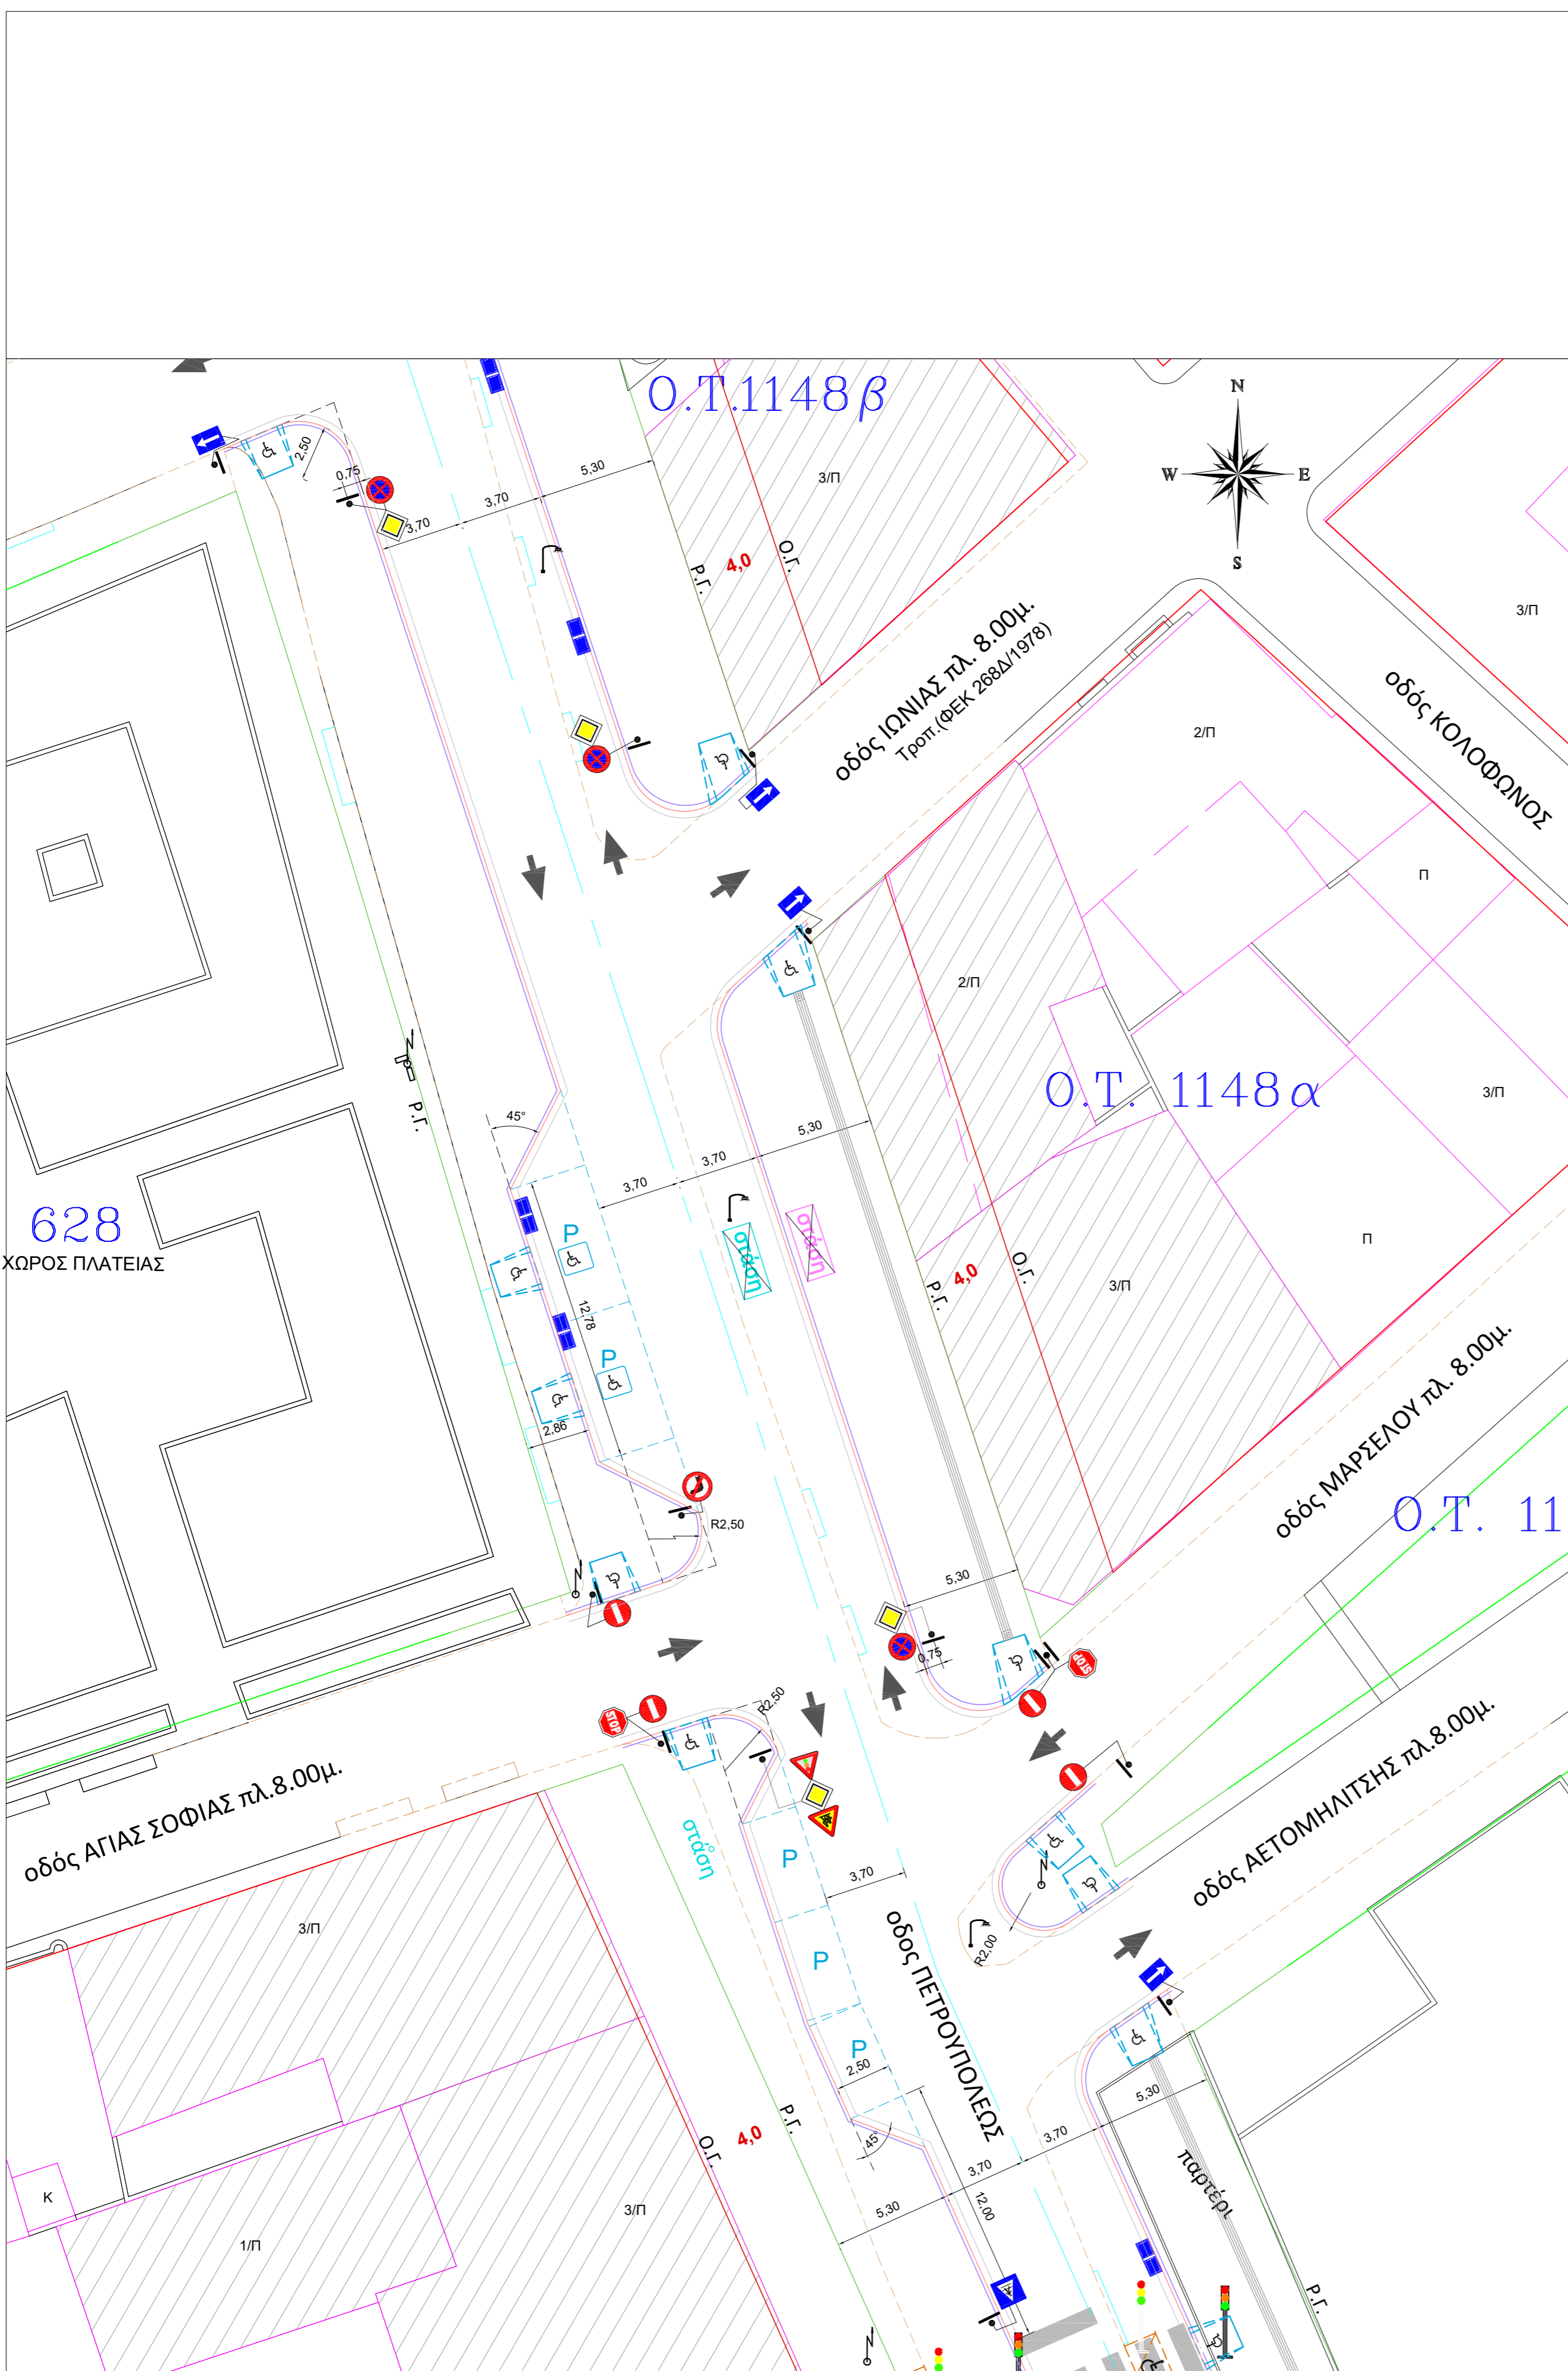 Ο.Τ.1148β
N
W
E
S
2,50
0,75
3,70
3,70
5,30
3/Π
Ρ.Γ.
4,0
Ο.Γ.
3/Π
οδός ΙΩΝΙΑΣ πλ. 8.00μ.
Τροπ.(ΦΕΚ 268Δ/1978)
οδός ΚΟΛΟΦΩΝΟΣ
2/Π
Π
2/Π
Ο.Τ. 1148α
3/Π
Ρ.Γ.
45°
3,70
3,70
5,30
628
ΧΩΡΟΣ ΠΛΑΤΕΙΑΣ
P
στάση
στάση
12,78
P
2,86
Ρ.Γ.
4,0
Ο.Γ.
3/Π
Π
οδός ΜΑΡΣΕΛΟΥ πλ. 8.00μ.
Ο.Τ. 11
R2,50
5,30
0,75
STOP
STOP
R2,50
οδός ΑΓΙΑΣ ΣΟΦΙΑΣ πλ.8.00μ.
στάση
P
3,70
P
P
2,50
οδος ΠΕΤΡΟΥΠΟΛΕΩΣ
R2,00
οδός ΑΕΤΟΜΗΛΙΤΣΗΣ πλ.8.00μ.
3/Π
Κ
1/Π
3/Π
Ο.Γ.
4,0
Ρ.Γ.
45°
5,30
3,70
3,70
5,30
12,00
παρτέρι
Ρ.Γ.